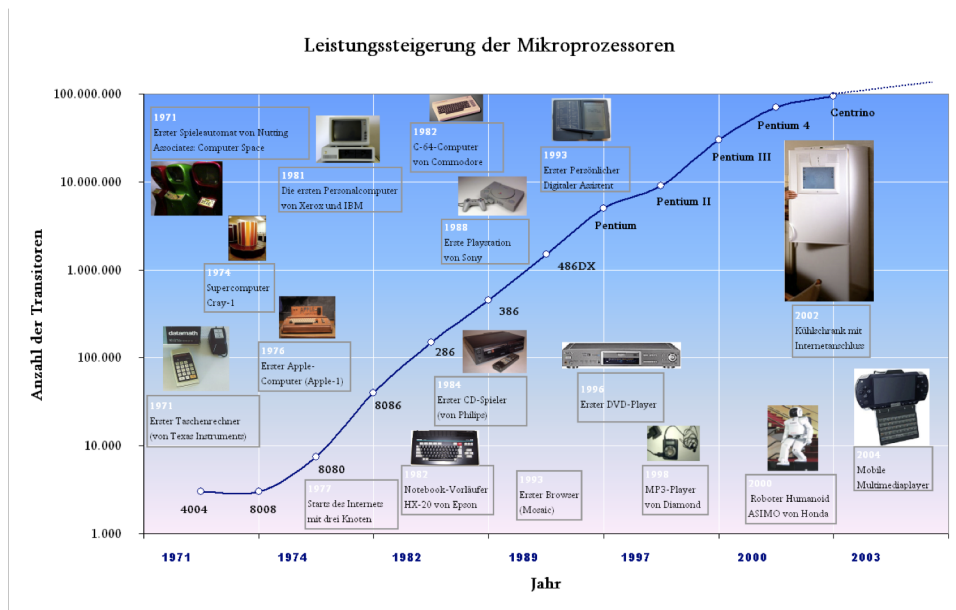 Leistungssteigerung der Mikroprozessoren
Anzahl der Transitoren
100.000.000
10.000.000
1.000.000
100.000
10.000
1.000
1971
Erster Spieleautomat von Nutting
Associates: Computer Space
1981
Die ersten Personalcomputer
von Xerox und IBM
1982
C-64-Computer
von Commodore
1993
Erster Persönlicher
Digitaler Assistent
1988
Erste Playstation
von Sony
1974
Supercomputer
Cray-1
1976
Erster Apple-
Computer (Apple-1)
datamath
1971
Erster Taschenrechner
(von Texas Instruments)
1984
Erster CD-Spieler
(von Philips)
1996
Erster DVD-Player
2002
Kühlschrank mit
Internetanschluss
1977
Starts des Internets
mit drei Knoten
1982
Notebook-Vorläufer
HX-20 von Epson
1993
Erster Browser
(Mosaic)
1998
MP3-Player
von Diamond
2000 Roboter Humanoid
ASIMO von Honda
2004
Mobile
Multimediaplayer
4004
8008
8080
8086
286
386
486DX
Pentium
Pentium II
Pentium III
Pentium 4
Centrino
1971
1974
1982
1989
1997
2000
2003
Jahr